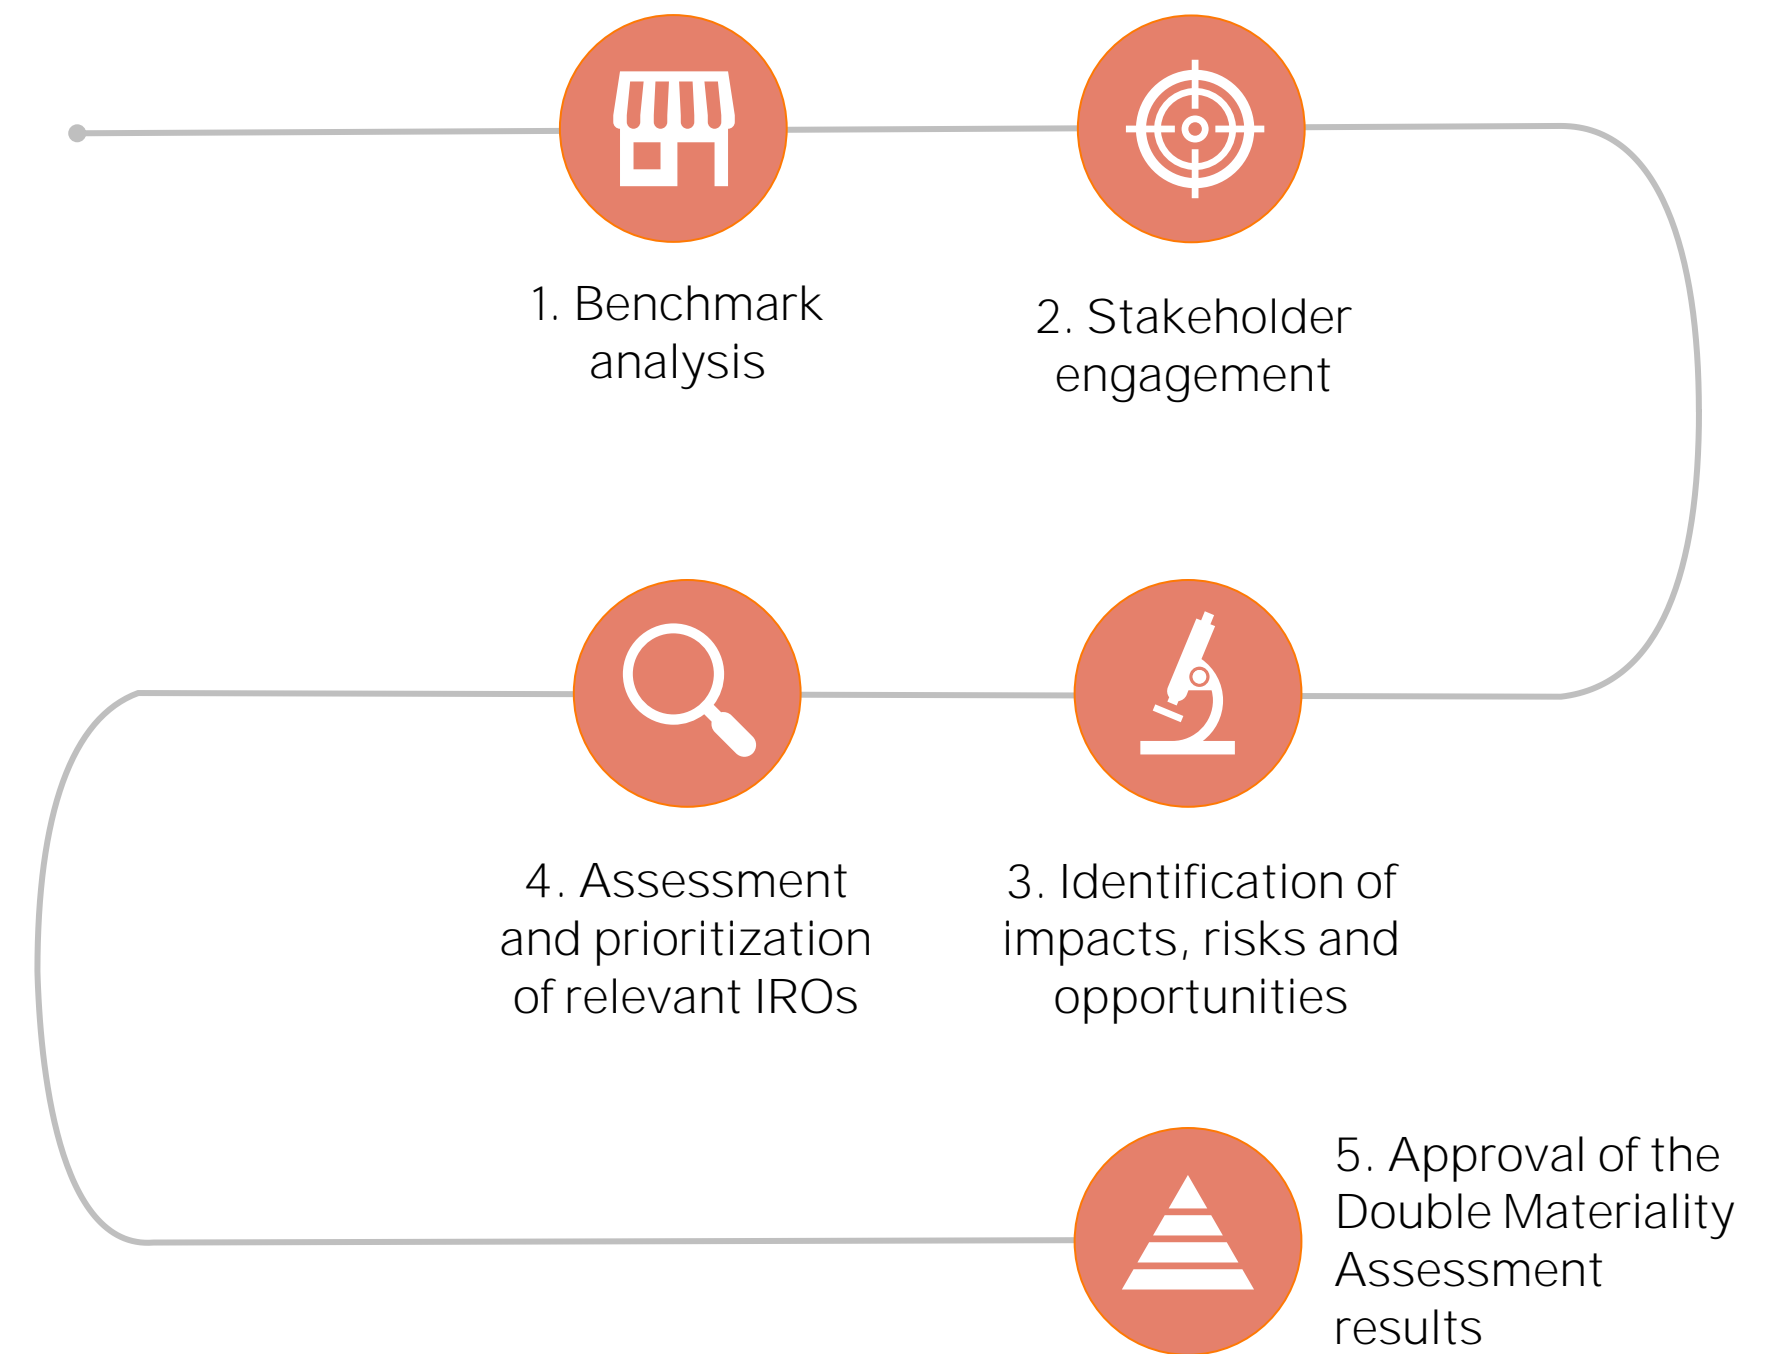 1. Benchmark
analysis
2. Stakeholder
engagement
3. Identification of
impacts, risks and
opportunities
4. Assessment
and prioritization
of relevant IROs
5. Approval of the
Double Materiality
Assessment
results